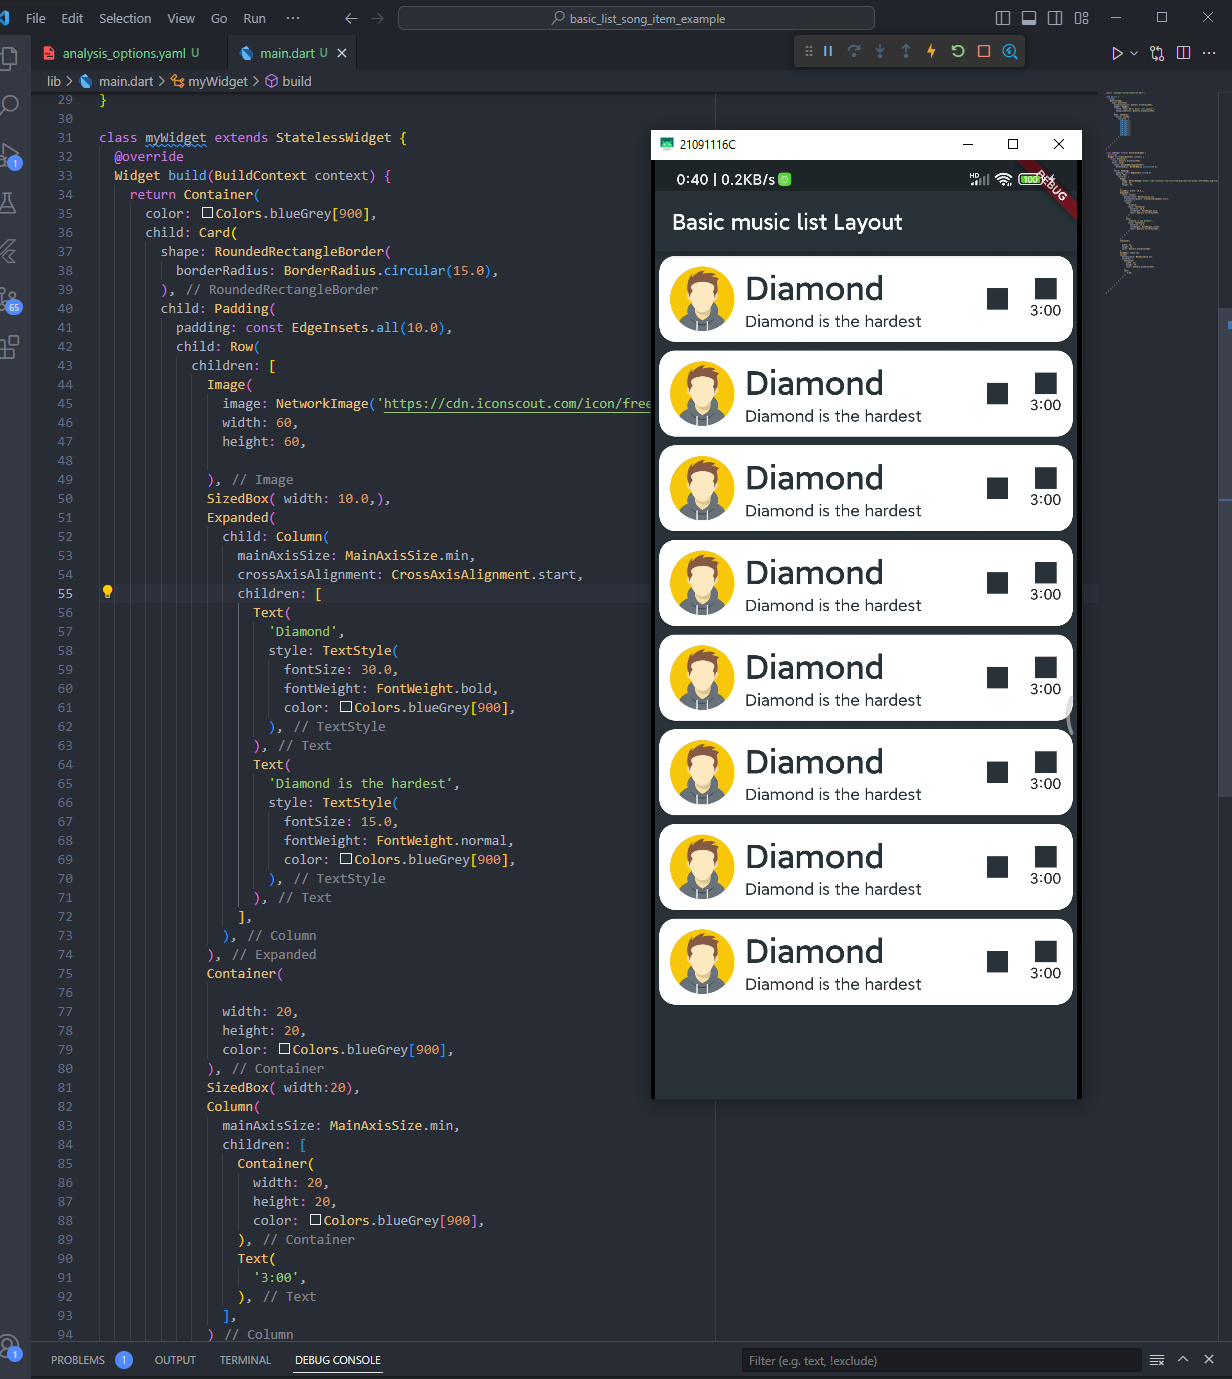 File Edit Selection View Go Run ···
basic_list_song_item_example
analysis_options.yaml U
main.dart U
lib > main.dart > myWidget > build
29 }
30
31 class myWidget extends StatelessWidget {
32 @override
33 Widget build(BuildContext context) {
34 return Container(
35 color: Colors.blueGrey[900],
36 child: Card(
37 shape: RoundedRectangleBorder(
38 borderRadius: BorderRadius.circular(15.0),
39 ), // RoundedRectangleBorder
40 child: Padding(
41 padding: const EdgeInsets.all(10.0),
42 child: Row(
43 children: [
44 Image(
45 image: NetworkImage('https://cdn.iconscout.com/icon/free
46 width: 60,
47 height: 60,
48
49 ), // Image
50 SizedBox( width: 10.0,),
51 Expanded(
52 child: Column(
53 mainAxisSize: MainAxisSize.min,
54 crossAxisAlignment: CrossAxisAlignment.start,
55 children: [
56 Text(
57 'Diamond',
58 style: TextStyle(
59 fontSize: 30.0,
60 fontWeight: FontWeight.bold,
61 color: Colors.blueGrey[900],
62 ), // TextStyle
63 ), // Text
64 Text(
65 'Diamond is the hardest',
66 style: TextStyle(
67 fontSize: 15.0,
68 fontWeight: FontWeight.normal,
69 color: Colors.blueGrey[900],
70 ), // TextStyle
71 ), // Text
72 ],
73 ), // Column
74 ), // Expanded
75 Container(
76
77 width: 20,
78 height: 20,
79 color: Colors.blueGrey[900],
80 ), // Container
81 SizedBox( width:20),
82 Column(
83 mainAxisSize: MainAxisSize.min,
84 children: [
85 Container(
86 width: 20,
87 height: 20,
88 color: Colors.blueGrey[900],
89 ), // Container
90 Text(
91 '3:00',
92 ), // Text
93 ],
94 ) // Column
1
65
1
21091116C
0:40 | 0.2KB/s
HD
100
DEBUG
Basic music list Layout
Diamond
Diamond is the hardest
3:00
Diamond
Diamond is the hardest
3:00
Diamond
Diamond is the hardest
3:00
Diamond
Diamond is the hardest
3:00
Diamond
Diamond is the hardest
3:00
Diamond
Diamond is the hardest
3:00
Diamond
Diamond is the hardest
3:00
Diamond
Diamond is the hardest
3:00
PROBLEMS 1 OUTPUT TERMINAL DEBUG CONSOLE
Filter (e.g. text, !exclude)